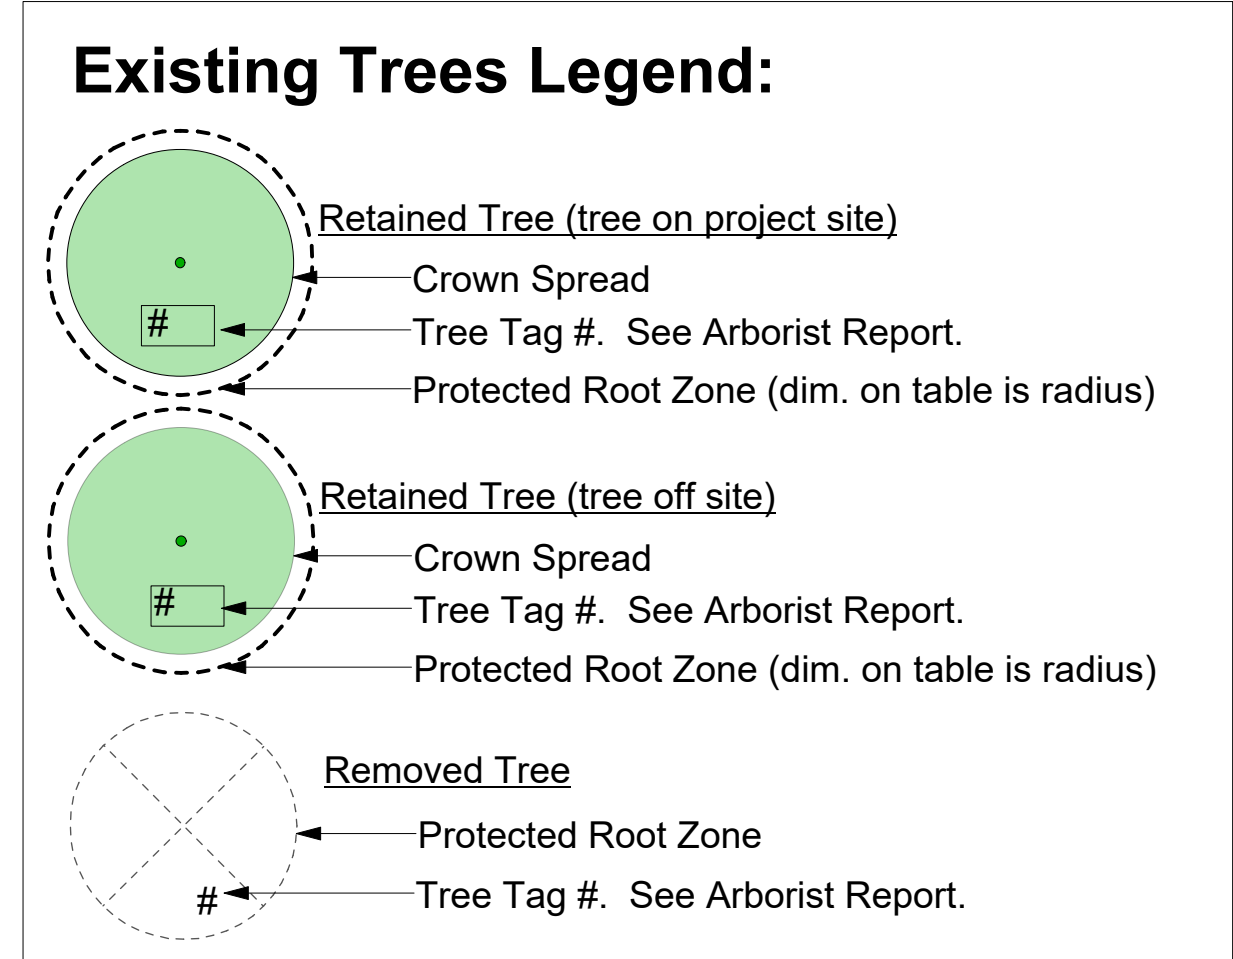 Existing Trees Legend:
Retained Tree (tree on project site)
Crown Spread
#
Tree Tag #.  See Arborist Report.
Protected Root Zone (dim. on table is radius)
Retained Tree (tree off site)
Crown Spread
#
Tree Tag #.  See Arborist Report.
Protected Root Zone (dim. on table is radius)
Removed Tree
Protected Root Zone
#
Tree Tag #.  See Arborist Report.